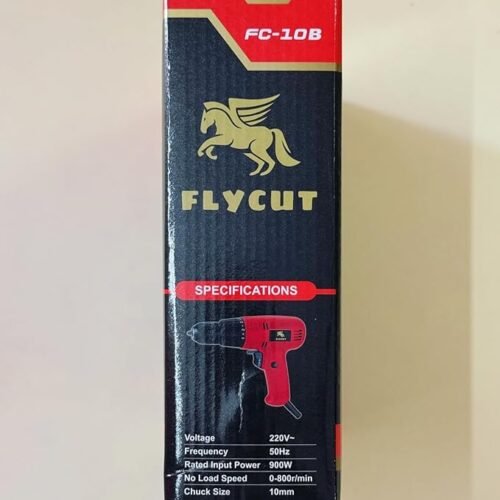 FC-10B
FLYCUT
SPECIFICATIONS
FLYCUT
Voltage 220V~
Frequency 50Hz
Rated Input Power 900W
No Load Speed 0-800r/min
Chuck Size 10mm